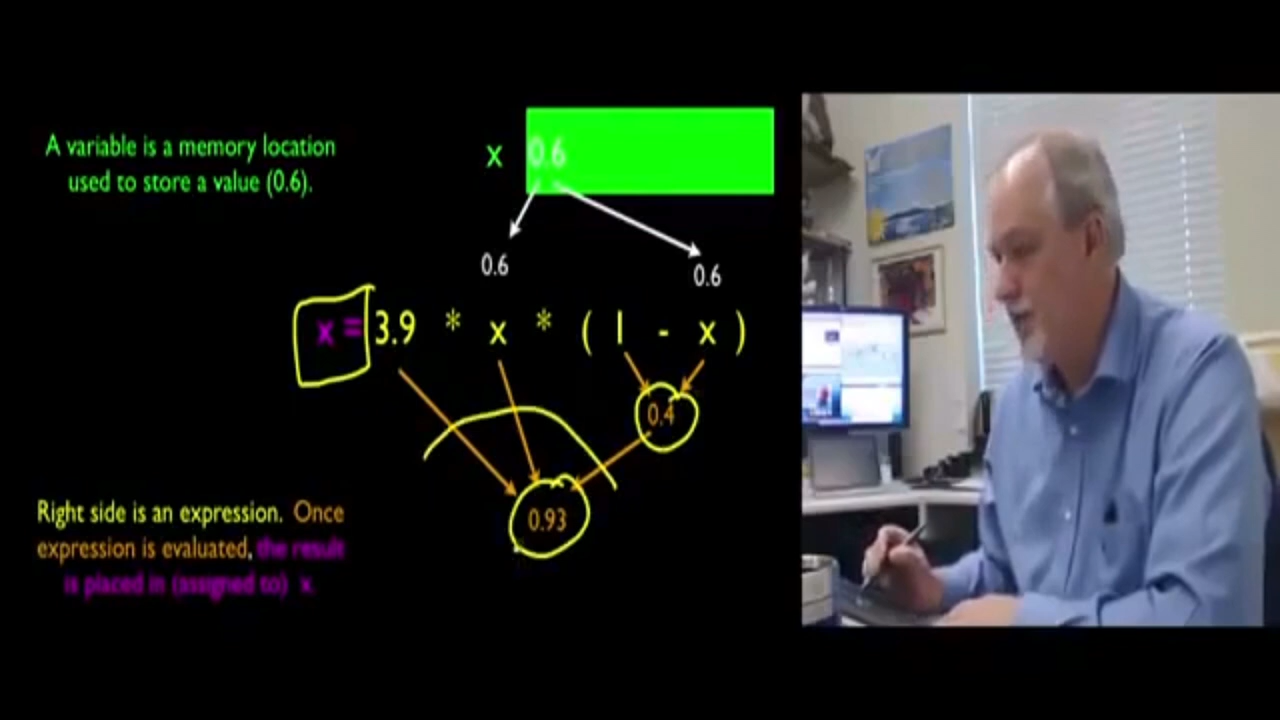 A variable is a memory location
used to store a value (0.6).
x 0.6
0.6 0.6
x = 3.9 * x * ( 1 - x )
0.4
0.93
Right side is an expression. Once
expression is evaluated, the result
is placed in (assigned to) x.